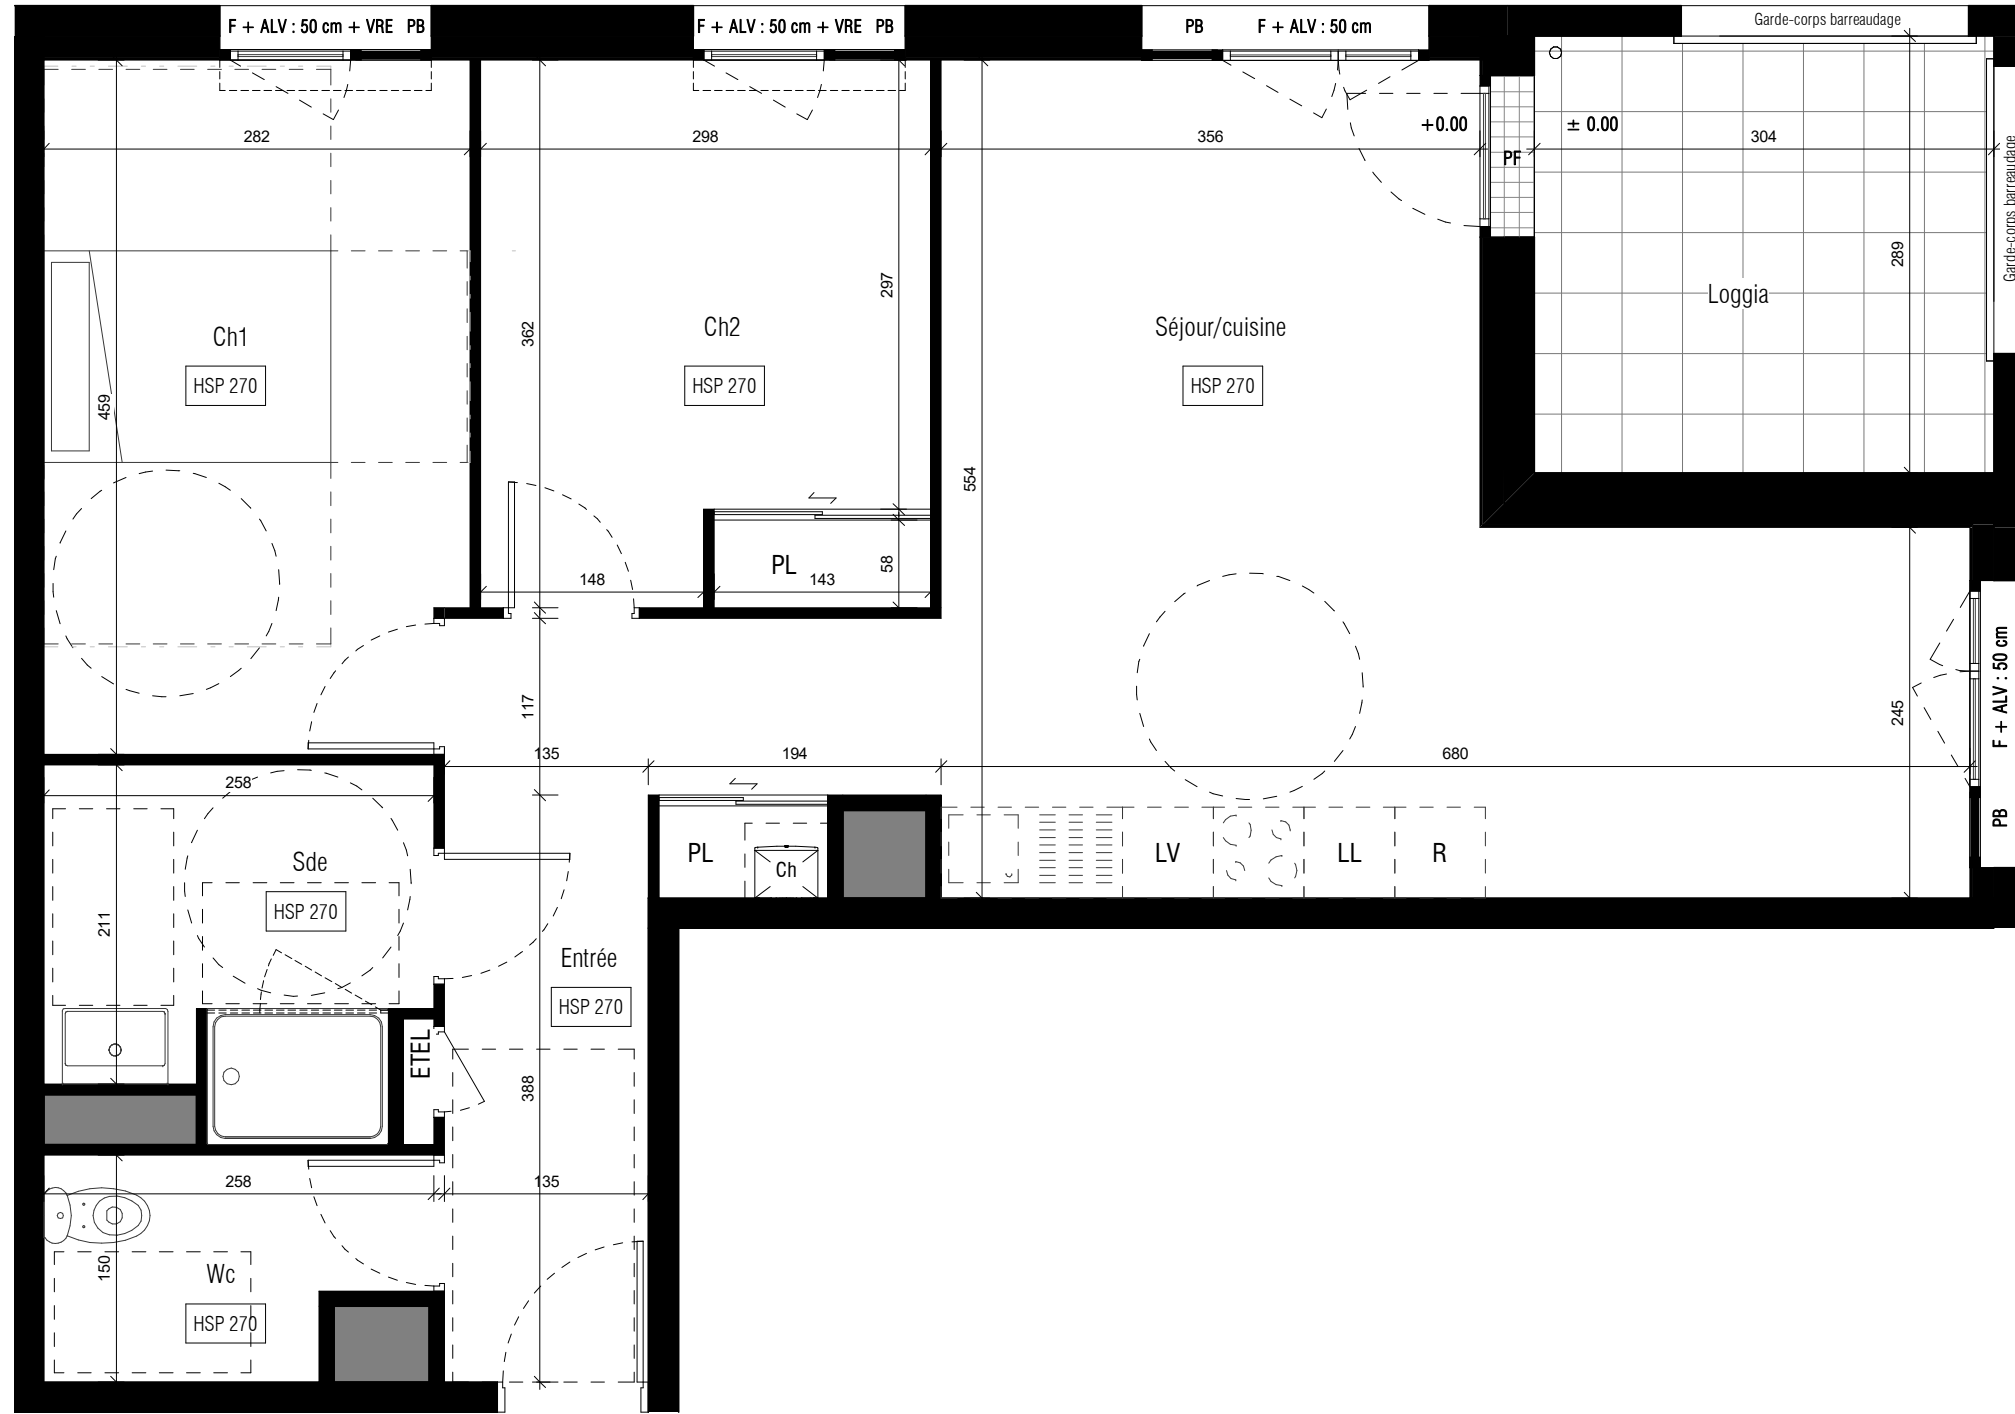 F + ALV : 50 cm + VRE PB
F + ALV : 50 cm + VRE PB
PB F + ALV : 50 cm
Garde-corps barreaudage
282
298
356
+0.00
± 0.00
304
PF
Garde-corps barreaudage
289
297
Loggia
Ch1
HSP 270
362
Ch2
HSP 270
Séjour/cuisine
HSP 270
459
554
148
PL
143
58
117
135
194
680
245
F + ALV : 50 cm
PB
258
Sde
HSP 270
211
PL
Ch
LV
LL
R
Entrée
HSP 270
ETEL
388
258
135
150
Wc
HSP 270